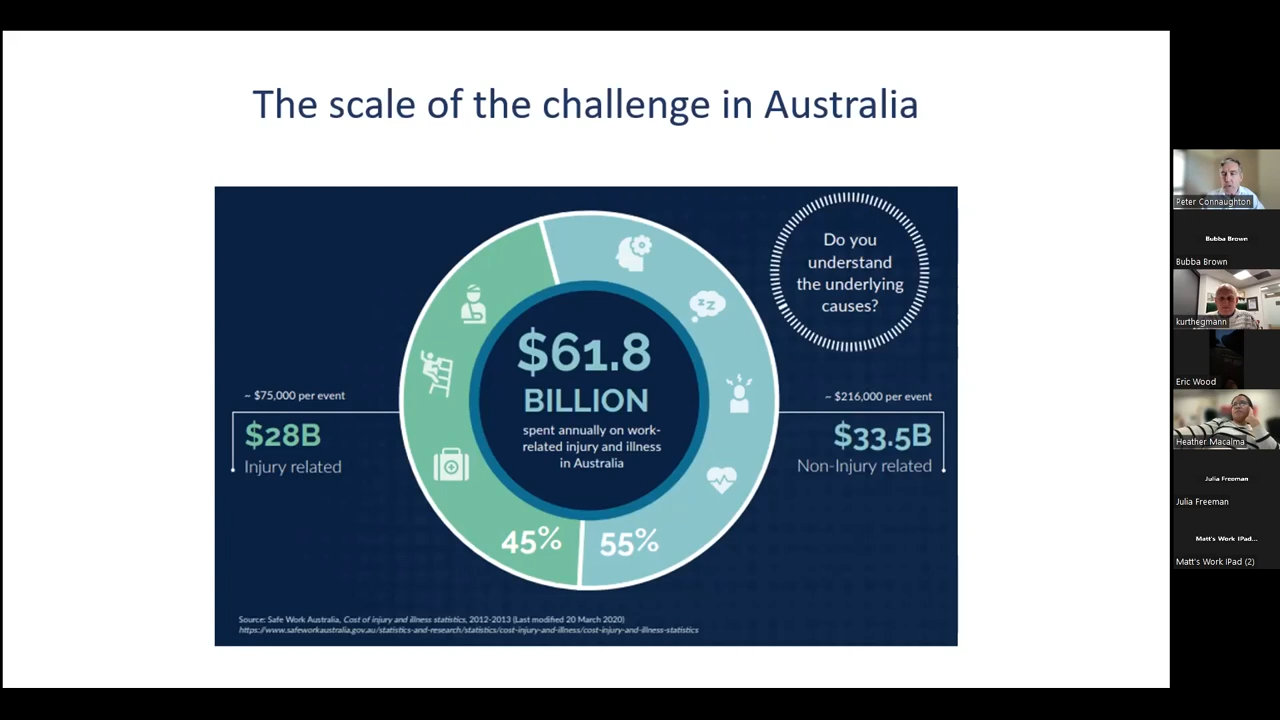 The scale of the challenge in Australia
Do you
understand
the underlying
causes?
$61.8
BILLION
spent annually on work-
related injury and illness
in Australia
~ $75,000 per event
$28B
Injury related
~ $216,000 per event
$33.5B
Non-Injury related
zz
45%
55%
Source: Safe Work Australia, Cost of injury and illness statistics, 2012-2013 (Last modified 20 March 2020)
https://www.safeworkaustralia.gov.au/statistics-and-research/statistics/cost-injury-and-illness/cost-injury-and-illness-statistics
Peter Connaughton
Bubba Brown
Bubba Brown
kurthegmann
Eric Wood
Heather Macalma
Julia Freeman
Julia Freeman
Matt's Work IPad...
Matt's Work IPad (2)